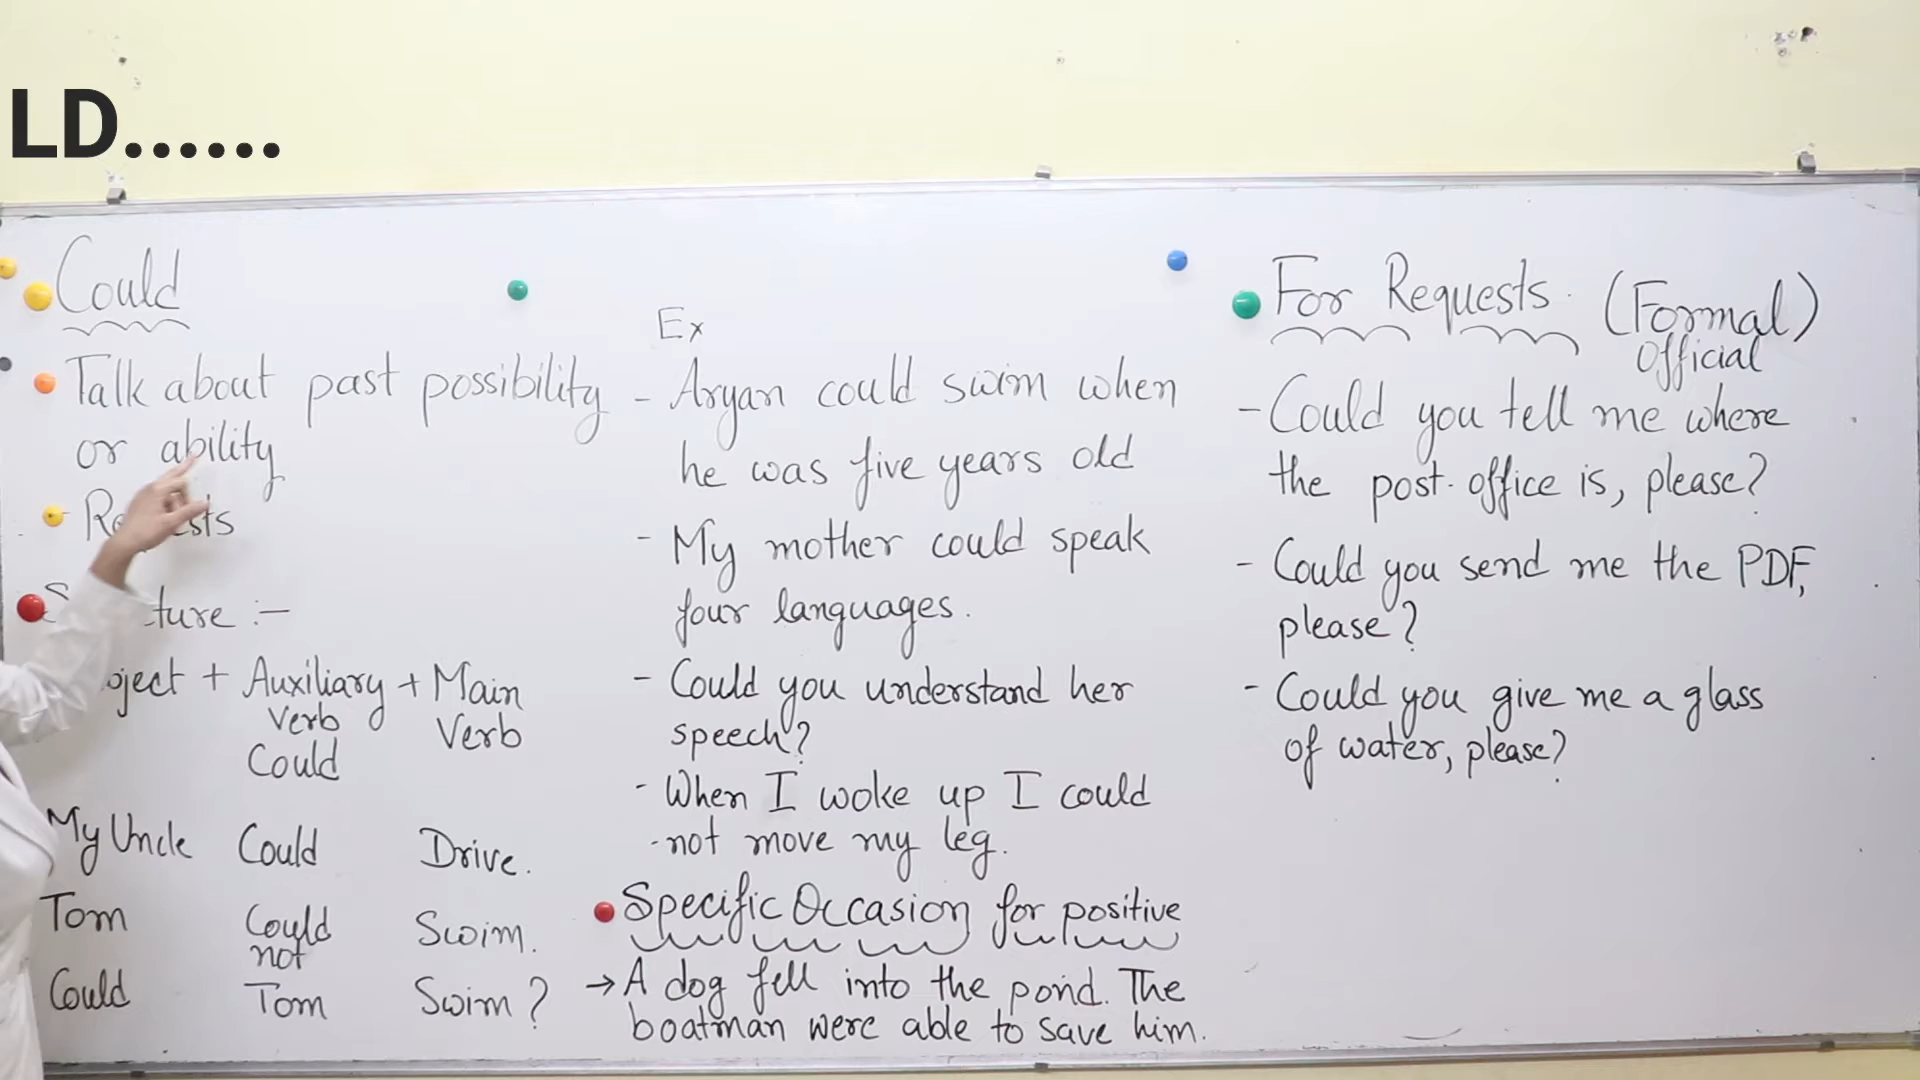 LD......
Could
Talk about past possibility
or ability
Structure :-
+ Auxiliary + Main
Verb Verb
Could
My Uncle Could Drive.
Tom Could not Swim.
Could Tom Swim?
Ex
- Aryan could swim when
he was five years old
- My mother could speak
four languages.
- Could you understand her
speech?
- When I woke up I could
not move my leg.
Specific Occasion for positive
→ A dog fell into the pond. The
boatman were able to save him.
For Requests (Formal)
Official
- Could you tell me where
the post office is, please?
- Could you send me the PDF,
please?
- Could you give me a glass
of water, please?